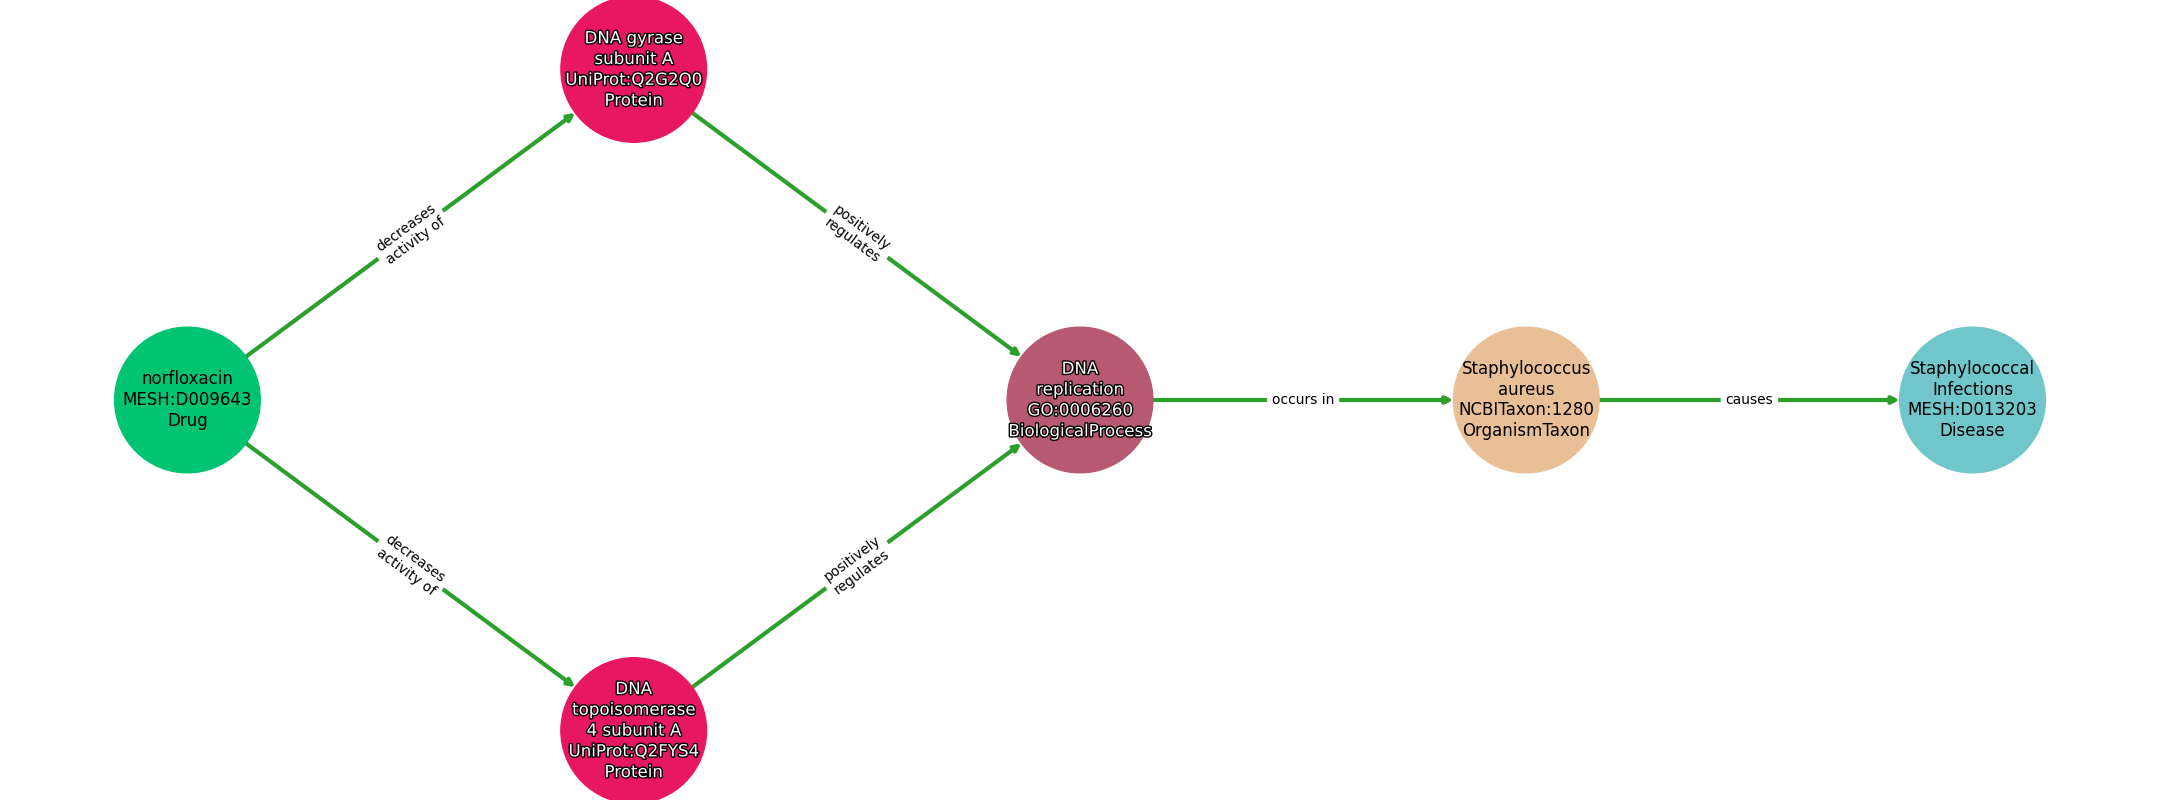 DNA gyrase
subunit A
UniProt:Q2G2Q0
Protein
decreases
activity of
positively
regulates
norfloxacin
MESH:D009643
Drug
DNA
replication
GO:0006260
BiologicalProcess
occurs in
Staphylococcus
aureus
NCBITaxon:1280
OrganismTaxon
causes
Staphylococcal
Infections
MESH:D013203
Disease
decreases
activity of
positively
regulates
DNA
topoisomerase
4 subunit A
UniProt:Q2FYS4
Protein